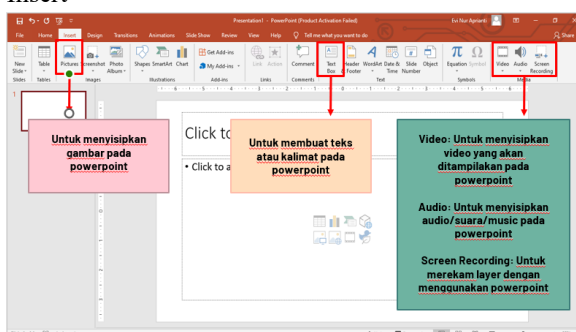 Insert
Presentation1 - PowerPoint (Product Activation Failed)
Evi Nur Aprianti
File Home Insert Design Transitions Animations Slide Show Review View Help Tell me what you want to do Share
New Slide
Table
Pictures
Screenshot
Photo Album
Shapes
SmartArt
Chart
Get Add-ins
My Add-ins
Link
Action
Comment
Text Box
Header & Footer
WordArt
Date & Time
Slide Number
Object
Equation
Symbol
Video
Audio
Screen Recording
Slides Tables Images Illustrations Add-ins Links Comments Text Symbols Media
1
Untuk menyisipkan
gambar pada
powerpoint
Click to
• Click to a
Untuk membuat teks
atau kalimat pada
powerpoint
Video: Untuk menyisipkan
video yang akan
ditampilakan pada
powerpoint
Audio: Untuk menyisipkan
audio/suara/music pada
powerpoint
Screen Recording: Untuk
merekam layer dengan
menggunakan powerpoint